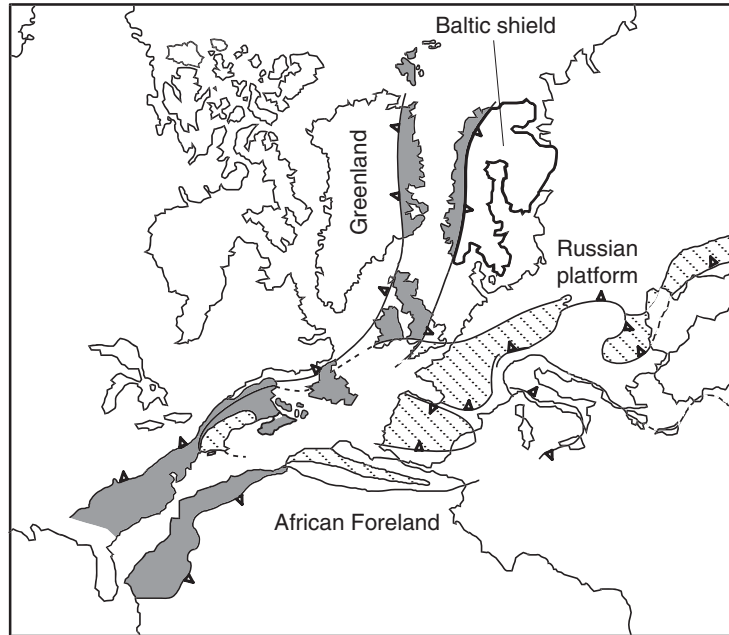 Baltic shield
Greenland
Russian
platform
African Foreland